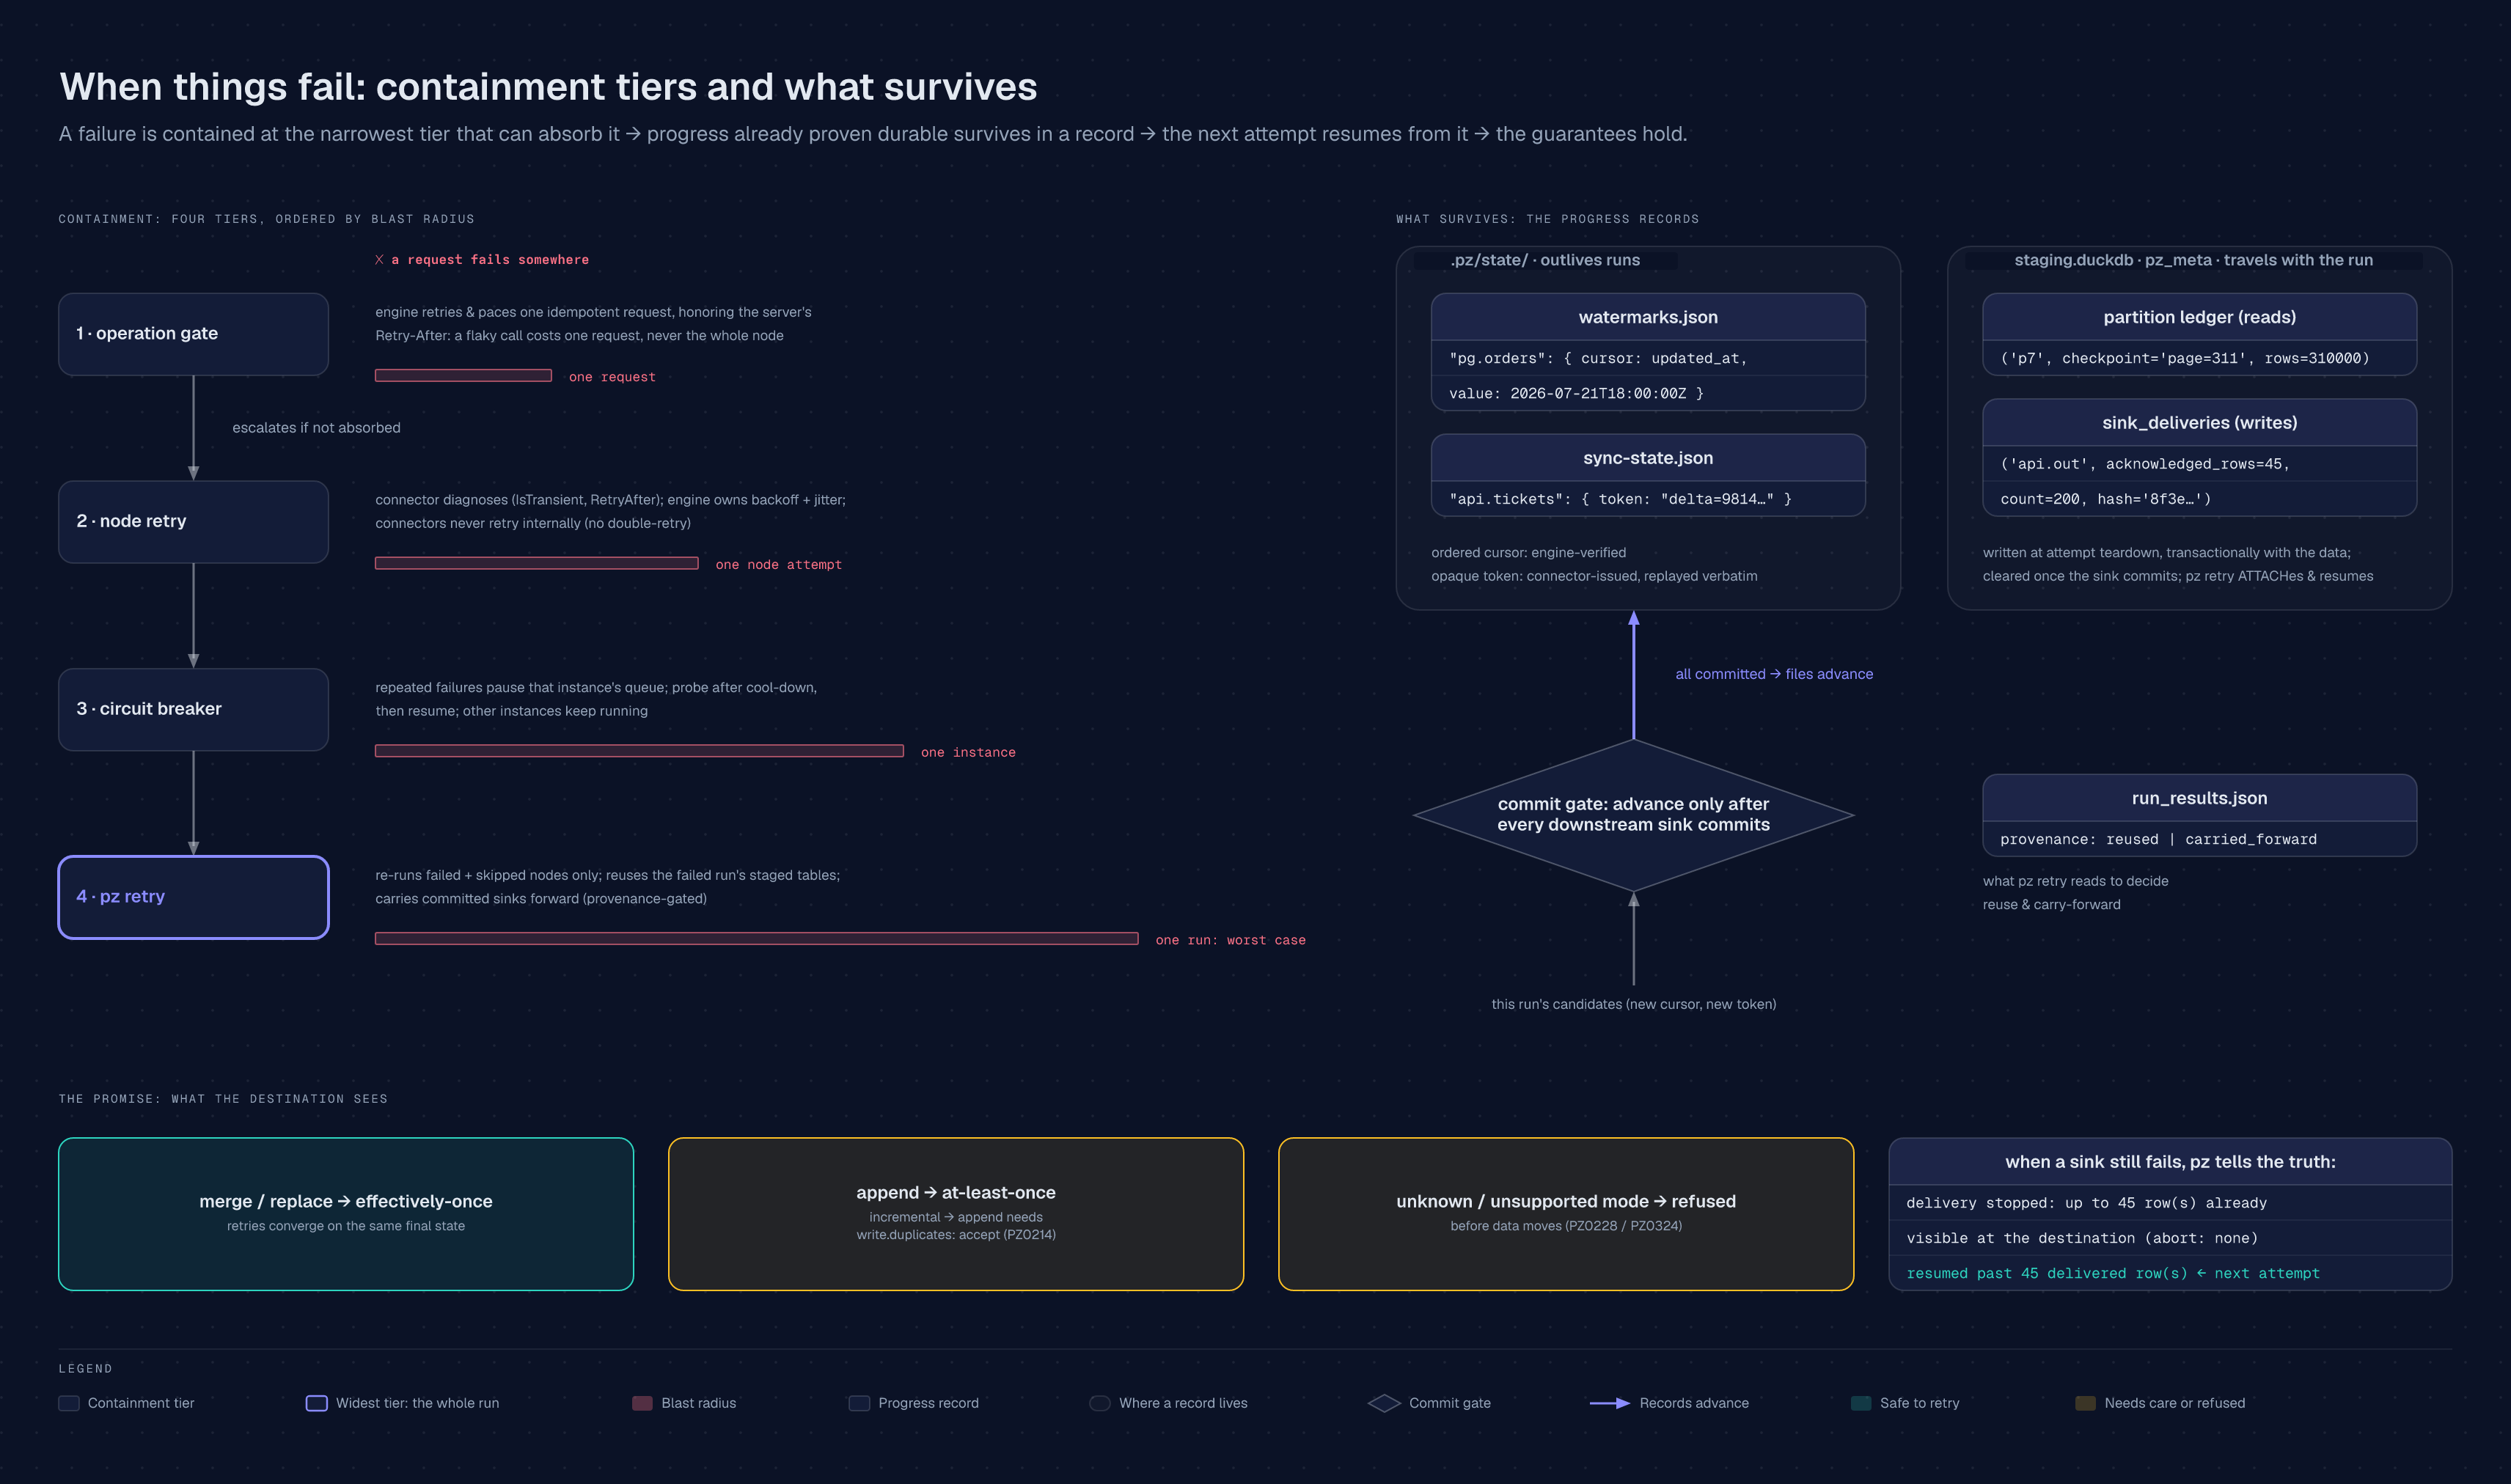 When things fail: containment tiers and what survives
A failure is contained at the narrowest tier that can absorb it → progress already proven durable survives in a record → the next attempt resumes from it → the guarantees hold.
CONTAINMENT: FOUR TIERS, ORDERED BY BLAST RADIUS
X a request fails somewhere
1 · operation gate
engine retries & paces one idempotent request, honoring the server's
Retry-After: a flaky call costs one request, never the whole node
one request
escalates if not absorbed
2 · node retry
connector diagnoses (IsTransient, RetryAfter); engine owns backoff + jitter;
connectors never retry internally (no double-retry)
one node attempt
3 · circuit breaker
repeated failures pause that instance's queue; probe after cool-down,
then resume; other instances keep running
one instance
4 · pz retry
re-runs failed + skipped nodes only; reuses the failed run's staged tables;
carries committed sinks forward (provenance-gated)
one run: worst case
WHAT SURVIVES: THE PROGRESS RECORDS
.pz/state/ · outlives runs
watermarks.json
"pg.orders": { cursor: updated_at,
value: 2026-07-21T18:00:00Z }
sync-state.json
"api.tickets": { token: "delta=9814…" }
ordered cursor: engine-verified
opaque token: connector-issued, replayed verbatim
staging.duckdb · pz_meta · travels with the run
partition ledger (reads)
('p7', checkpoint='page=311', rows=310000)
sink_deliveries (writes)
('api.out', acknowledged_rows=45,
count=200, hash='8f3e…')
written at attempt teardown, transactionally with the data;
cleared once the sink commits; pz retry ATTACHes & resumes
all committed → files advance
commit gate: advance only after
every downstream sink commits
this run's candidates (new cursor, new token)
run_results.json
provenance: reused | carried_forward
what pz retry reads to decide
reuse & carry-forward
THE PROMISE: WHAT THE DESTINATION SEES
merge / replace → effectively-once
retries converge on the same final state
append → at-least-once
incremental → append needs
write.duplicates: accept (PZ0214)
unknown / unsupported mode → refused
before data moves (PZ0228 / PZ0324)
when a sink still fails, pz tells the truth:
delivery stopped: up to 45 row(s) already
visible at the destination (abort: none)
resumed past 45 delivered row(s) ← next attempt
LEGEND
Containment tier
Widest tier: the whole run
Blast radius
Progress record
Where a record lives
Commit gate
Records advance
Safe to retry
Needs care or refused